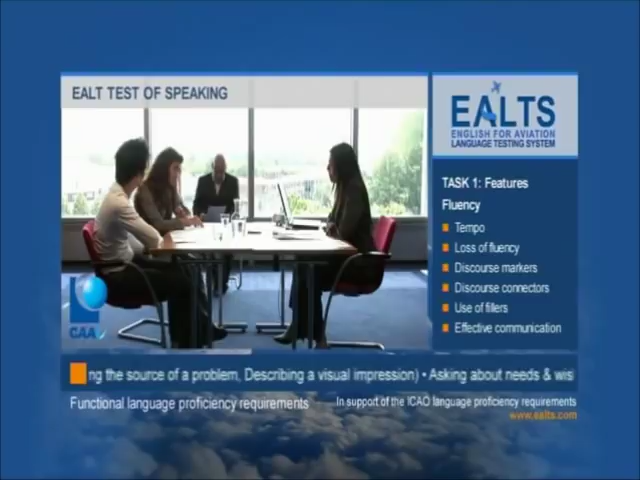 EALT TEST OF SPEAKING
EALTS
ENGLISH FOR AVIATION
LANGUAGE TESTING SYSTEM
TASK 1: Features
Fluency
Tempo
Loss of fluency
Discourse markers
Discourse connectors
Use of fillers
Effective communication
CAA
ng the source of a problem, Describing a visual impression) • Asking about needs & wis
Functional language proficiency requirements
In support of the ICAO language proficiency requirements
www.ealts.com